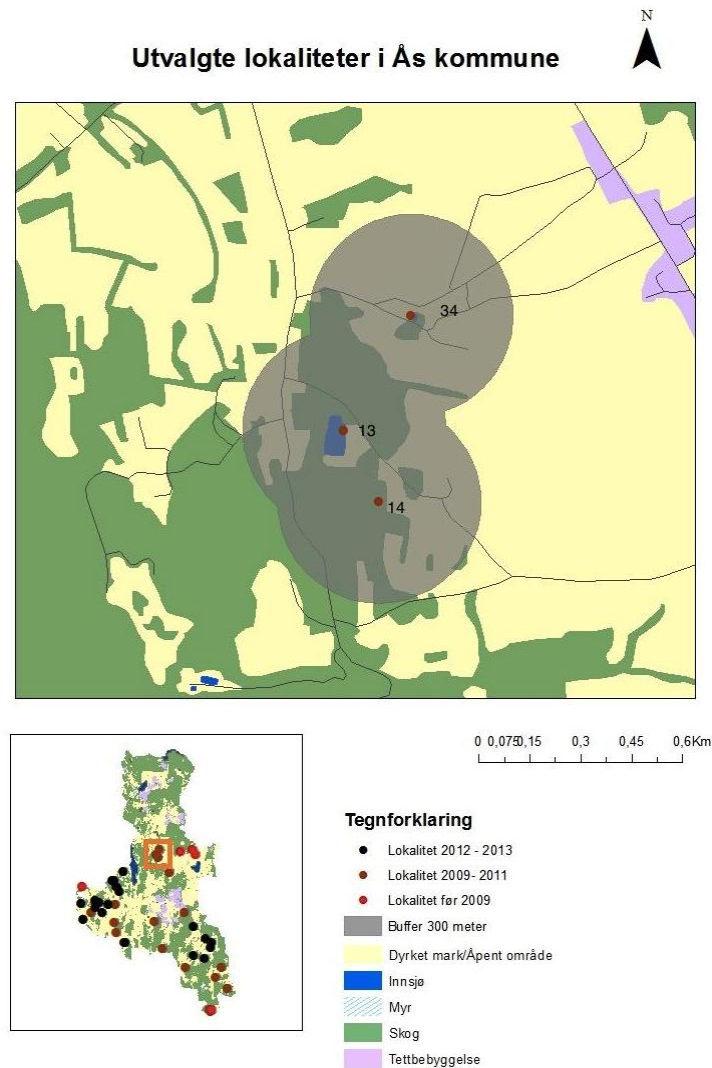 N
Utvalgte lokaliteter i Ås kommune
34
13
14
0 0,075 0,15 0,3 0,45 0,6 Km
Tegnforklaring
Lokalitet 2012 - 2013
Lokalitet 2009- 2011
Lokalitet før 2009
Buffer 300 meter
Dyrket mark/Åpent område
Innsjø
Myr
Skog
Tettbebyggelse